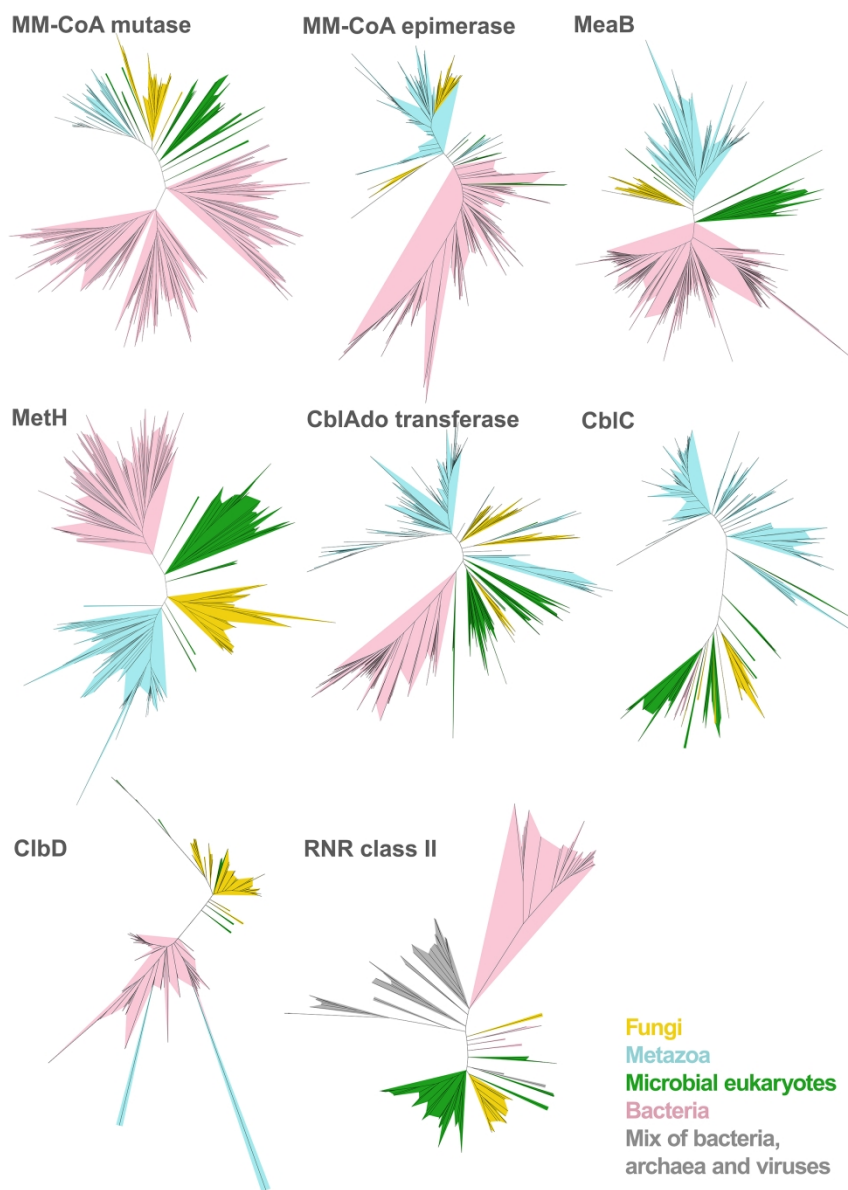 MM-CoA mutase
MM-CoA epimerase
MeaB
MetH
CblAdo transferase
CblC
ClbD
RNR class II
Fungi
Metazoa
Microbial eukaryotes
Bacteria
Mix of bacteria,
archaea and viruses